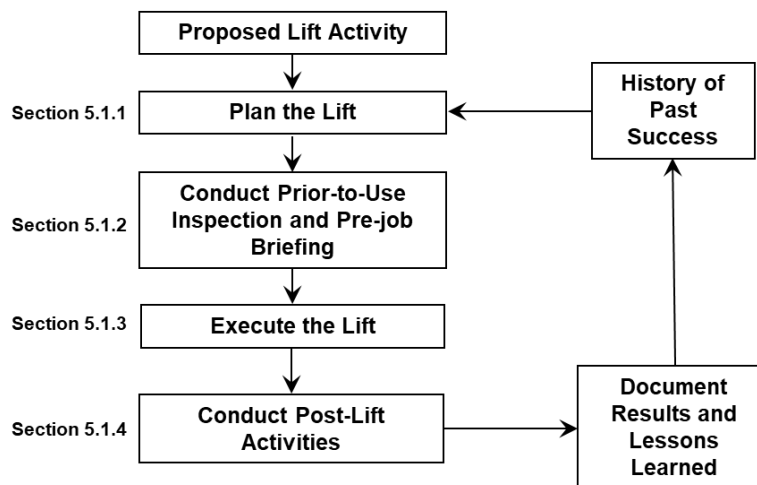 Proposed Lift Activity
Section 5.1.1
Plan the Lift
History of
Past
Success
Section 5.1.2
Conduct Prior-to-Use
Inspection and Pre-job
Briefing
Section 5.1.3
Execute the Lift
Section 5.1.4
Conduct Post-Lift
Activities
Document
Results and
Lessons
Learned